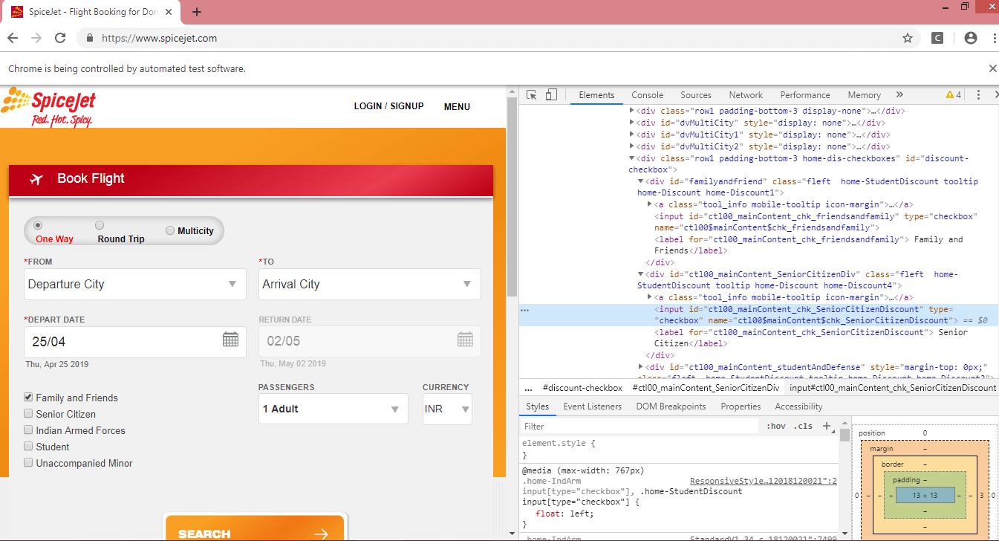 SpiceJet - Flight Booking for Dom
https://www.spicejet.com
C
Chrome is being controlled by automated test software.
SpiceJet
Red. Hot. Spicy.
LOGIN / SIGNUP MENU
Book Flight
One Way Round Trip Multicity
*FROM *TO
Departure City Arrival City
*DEPART DATE RETURN DATE
25/04 02/05
Thu, Apr 25 2019 Thu, May 02 2019
PASSENGERS CURRENCY
1 Adult INR
Family and Friends
Senior Citizen
Indian Armed Forces
Student
Unaccompanied Minor
SEARCH
Elements Console Sources Network Performance Memory » 4
<div class="row1 padding-bottom-3 display-none">…</div>
<div id="dvMultiCity" style="display: none">…</div>
<div id="dvMultiCity1" style="display: none">…</div>
<div id="dvMultiCity2" style="display: none">…</div>
<div class="row1 padding-bottom-3 home-dis-checkboxes" id="discount-
checkbox">
<div id="familyandfriend" class="fleft  home-StudentDiscount tooltip
home-Discount home-Discount1">
<a class="tool_info mobile-tooltip icon-margin">…</a>
<input id="ctl00_mainContent_chk_friendsandfamily" type="checkbox"
name="ctl00$mainContent$chk_friendsandfamily">
<label for="ctl00_mainContent_chk_friendsandfamily"> Family and
Friends</label>
</div>
<div id="ctl00_mainContent_SeniorCitizenDiv" class="fleft  home-
StudentDiscount tooltip home-Discount home-Discount4">
<a class="tool_info mobile-tooltip icon-margin">…</a>
<input id="ctl00_mainContent_chk_SeniorCitizenDiscount" type=
"checkbox" name="ctl00$mainContent$chk_SeniorCitizenDiscount"> == $0
<label for="ctl00_mainContent_chk_SeniorCitizenDiscount"> Senior
Citizen</label>
</div>
<div id="ctl00_mainContent_studentAndDefense" style="margin-top: 0px;"
class="fleft  home-StudentDiscount tooltip home-Discount home-Discount2"
... #discount-checkbox #ctl00_mainContent_SeniorCitizenDiv input#ctl00_mainContent_chk_SeniorCitizenDiscount
Styles Event Listeners DOM Breakpoints Properties Accessibility
Filter :hov .cls +
element.style {
}
@media (max-width: 767px)
.home-IndArm ResponsiveStyle…12018120021":2
input[type="checkbox"], .home-StudentDiscount
input[type="checkbox"] {
float: left;
}
.home-IndArm StandardV1 34 c 18120021":7499
position 0
margin –
border –
padding –
0 – – – 13 × 13 – – 3 0
–
–
–